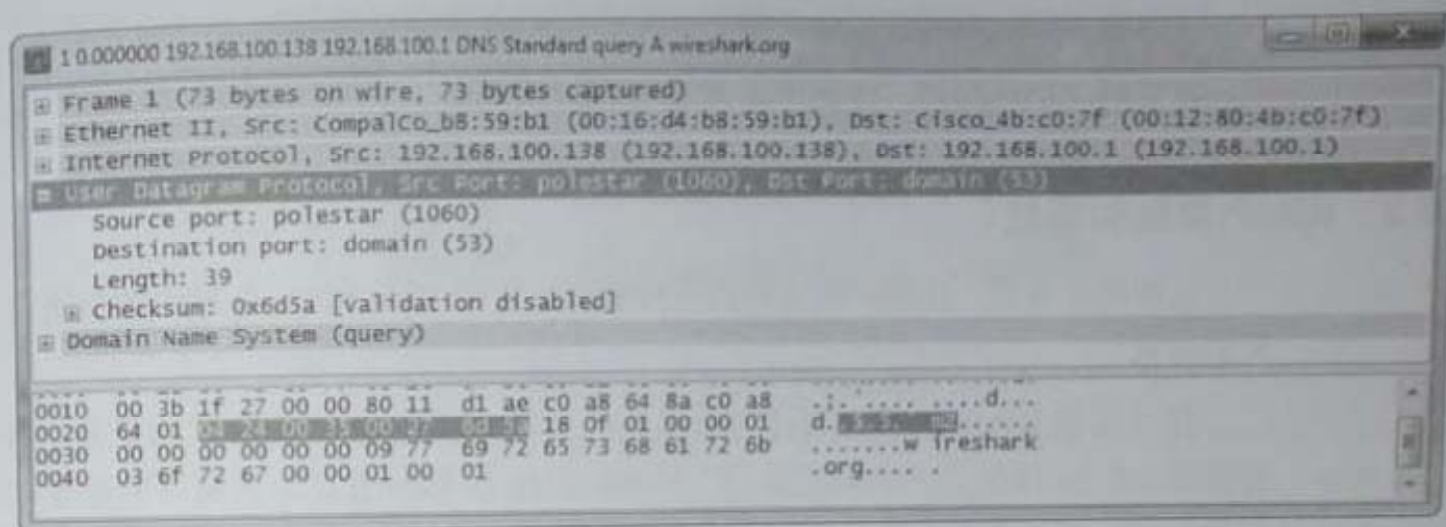 1 0.000000 192.168.100.138 192.168.100.1 DNS Standard query A wireshark.org
Frame 1 (73 bytes on wire, 73 bytes captured)
Ethernet II, Src: CompalCo_b8:59:b1 (00:16:d4:b8:59:b1), Dst: Cisco_4b:c0:7f (00:12:80:4b:c0:7f)
Internet Protocol, Src: 192.168.100.138 (192.168.100.138), Dst: 192.168.100.1 (192.168.100.1)
User Datagram Protocol, Src Port: polestar (1060), Dst Port: domain (53)
Source port: polestar (1060)
Destination port: domain (53)
Length: 39
Checksum: 0x6d5a [validation disabled]
Domain Name System (query)
0010 00 3b 1f 27 00 00 80 11 d1 ae c0 a8 64 8a c0 a8 .;.'.... ....d...
0020 64 01 04 24 00 35 00 27 6d 5a 18 0f 01 00 00 01 d..$.5.' mZ......
0030 00 00 00 00 00 00 09 77 69 72 65 73 68 61 72 6b .......w ireshark
0040 03 6f 72 67 00 00 01 00 01 .org.... .